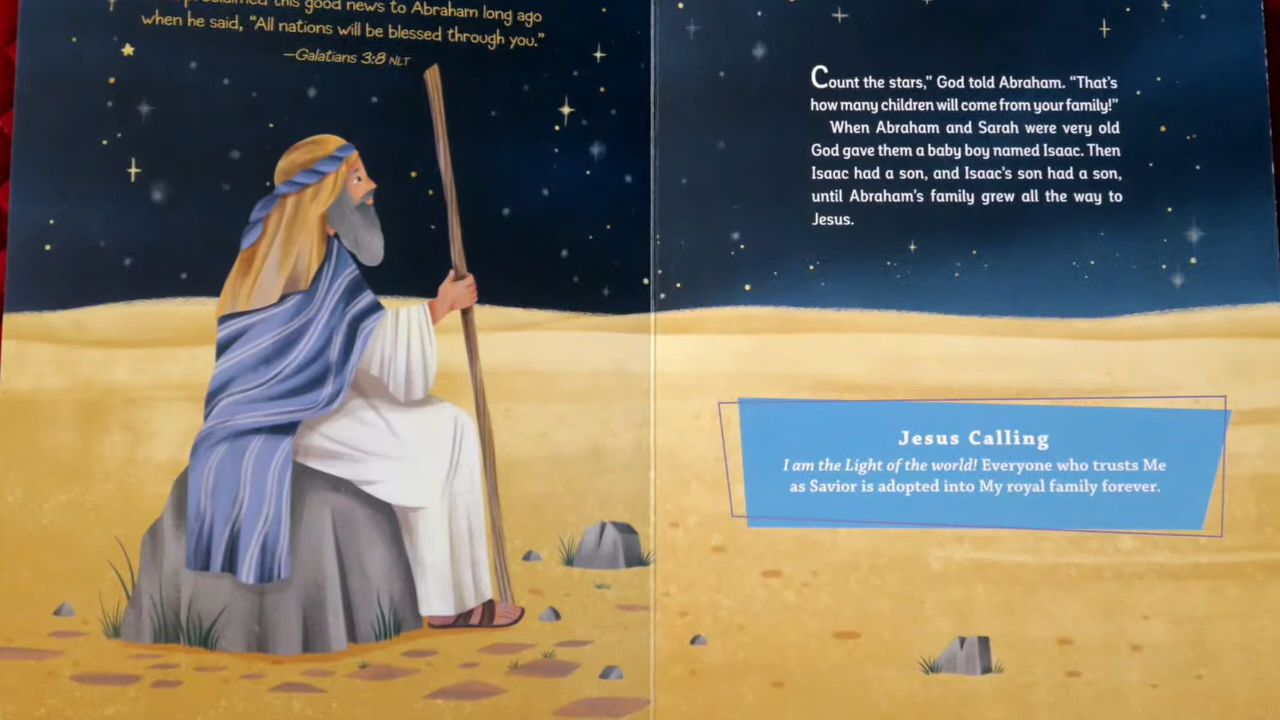 proclaimed this good news to Abraham long ago
when he said, “All nations will be blessed through you.”
—Galatians 3:8 NLT
Count the stars,” God told Abraham. “That’s
how many children will come from your family!”
When Abraham and Sarah were very old
God gave them a baby boy named Isaac. Then
Isaac had a son, and Isaac’s son had a son,
until Abraham’s family grew all the way to
Jesus.
Jesus Calling
I am the Light of the world! Everyone who trusts Me
as Savior is adopted into My royal family forever.